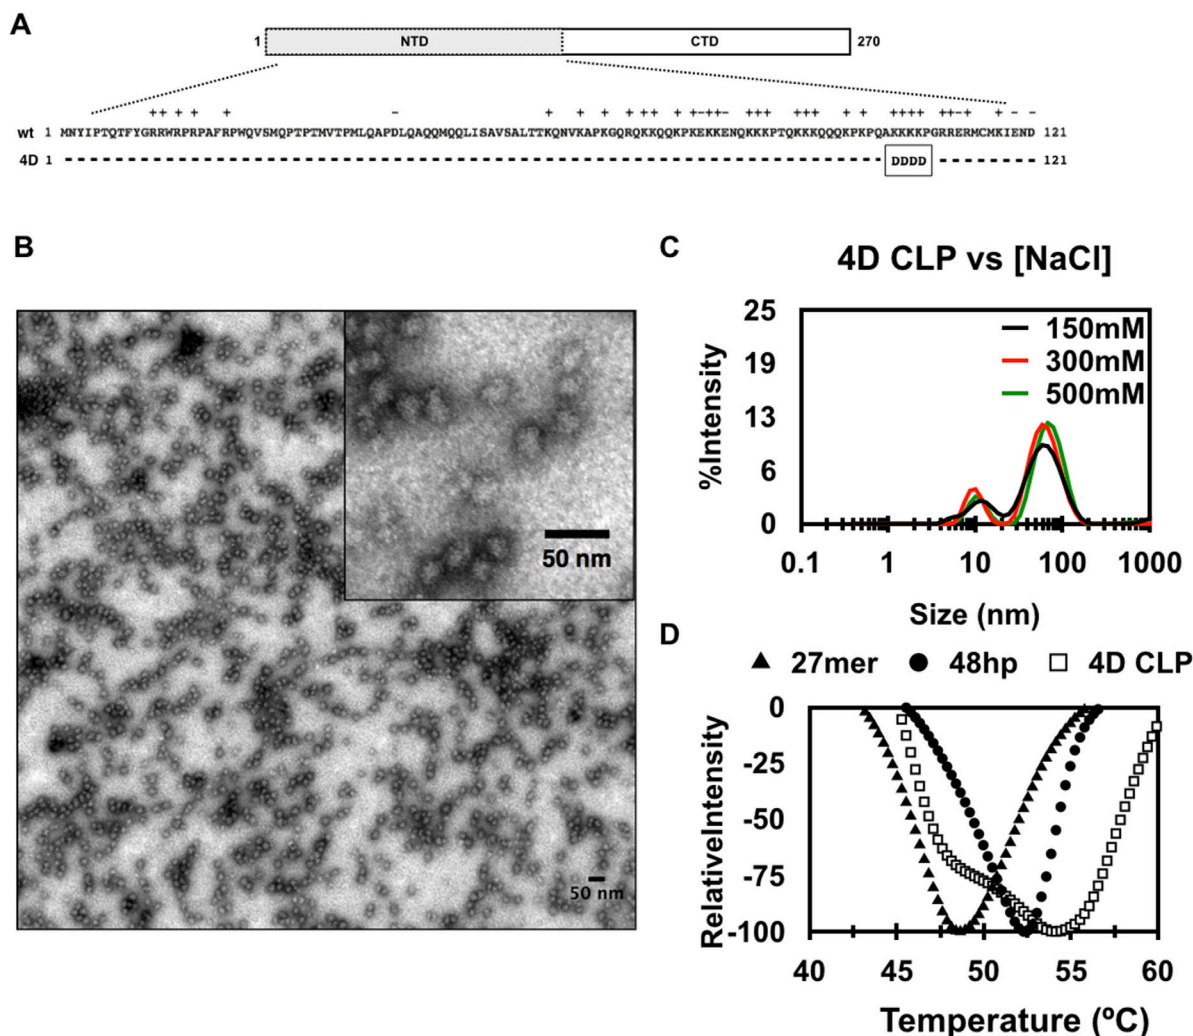 A
1 NTD CTD 270
++ + + + − + + + + ++ + +−++− +++ +++ + + ++++ ++−+ + − −
wt 1 MNYIPTQTFYGRRWRPRPAFRPWQVSMQPTPTMVTPMLQAPDLQAQQMQQLISAVSALTTKQNVKAPKGQRQKKQQKPKEKKENQKKKPTQKKKQQQKPKPQAKKKKPGRRERMCMKIEND 121
4D 1 DDDD 121
B
50 nm
50 nm
C
4D CLP vs [NaCl]
150mM
300mM
500mM
%Intensity
25
19
13
6
0
0.1 1 10 100 1000
Size (nm)
D
27mer 48hp 4D CLP
RelativeIntensity
0
-25
-50
-75
-100
40 45 50 55 60
Temperature (ºC)